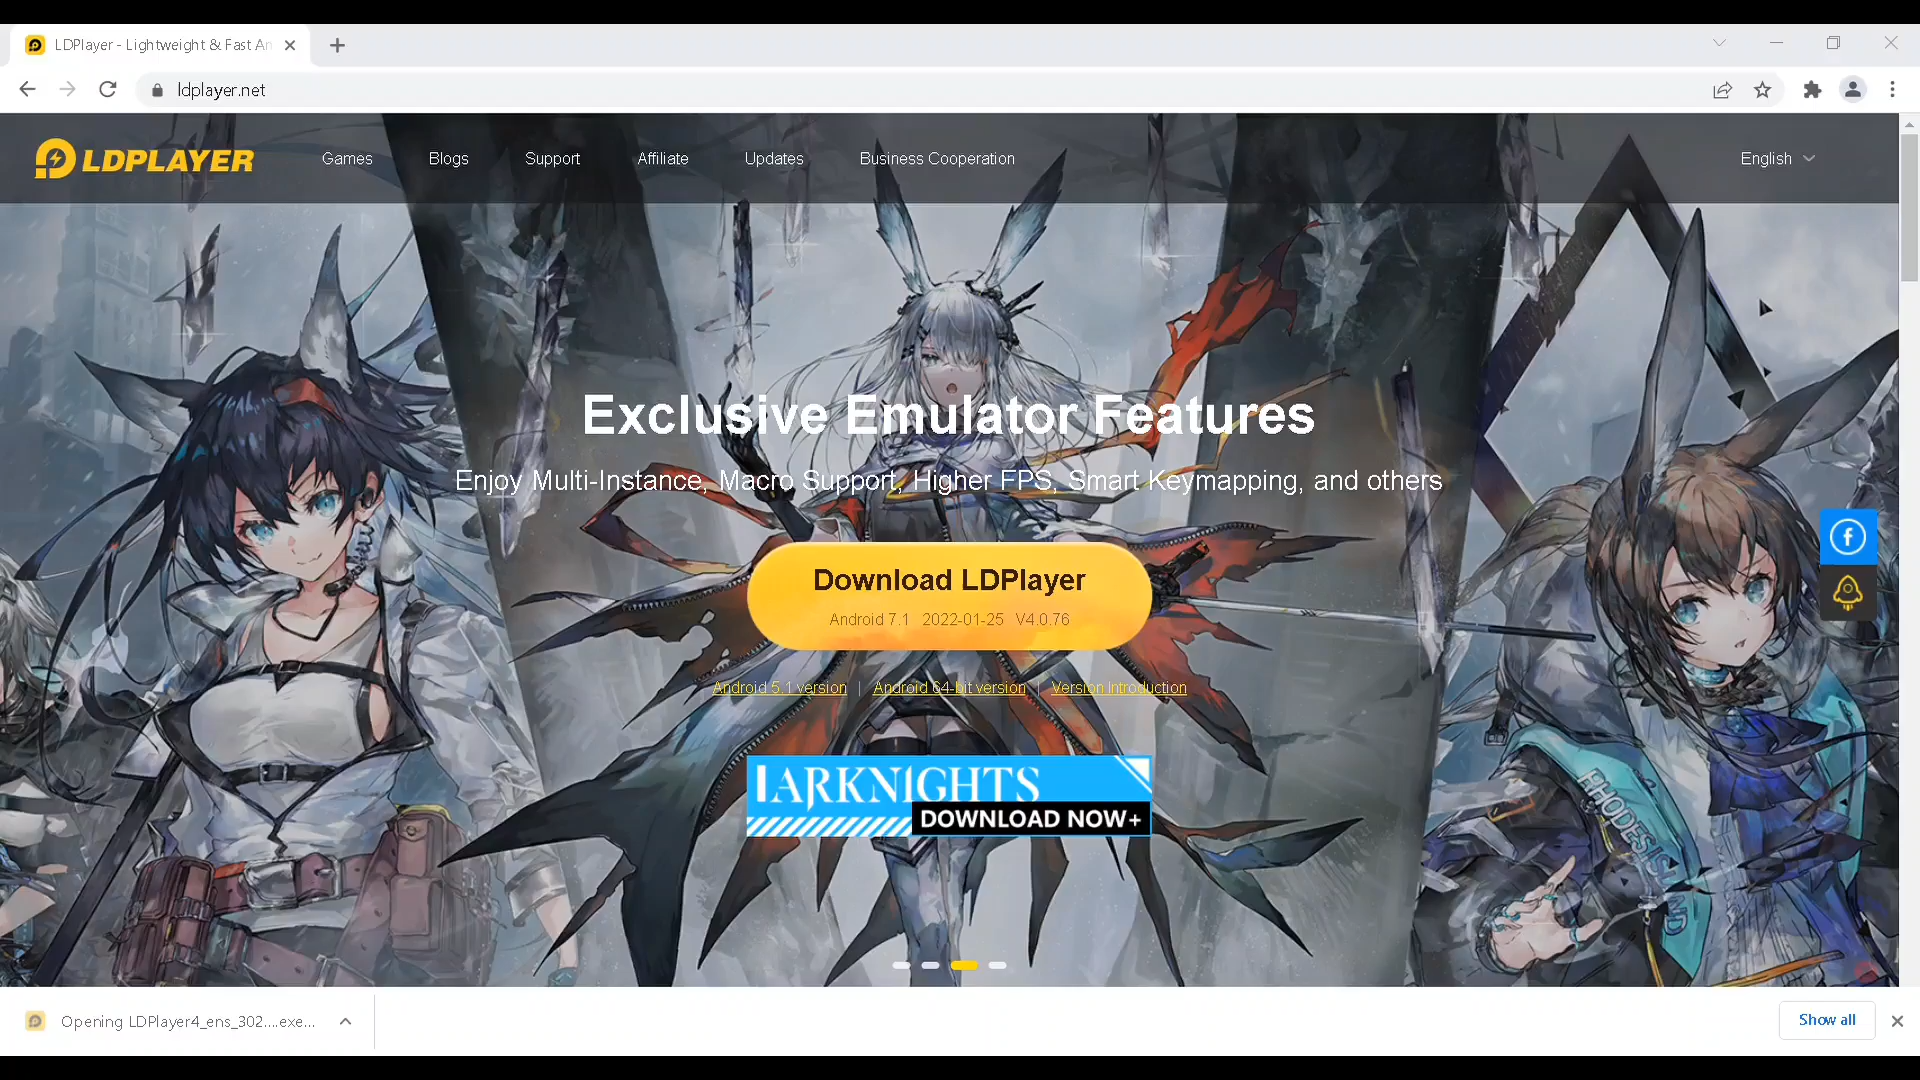 LDPlayer - Lightweight & Fast An
ldplayer.net
LDPLAYER
Games
Blogs
Support
Affiliate
Updates
Business Cooperation
English
Exclusive Emulator Features
Enjoy Multi-Instance, Macro Support, Higher FPS, Smart Keymapping, and others
Download LDPlayer
Android 7.1 2022-01-25 V4.0.76
Android 5.1 version | Android 64-bit version | Version Introduction
ARKNIGHTS
DOWNLOAD NOW+
RHODES ISLAND
Opening LDPlayer4_ens_302....exe...
Show all